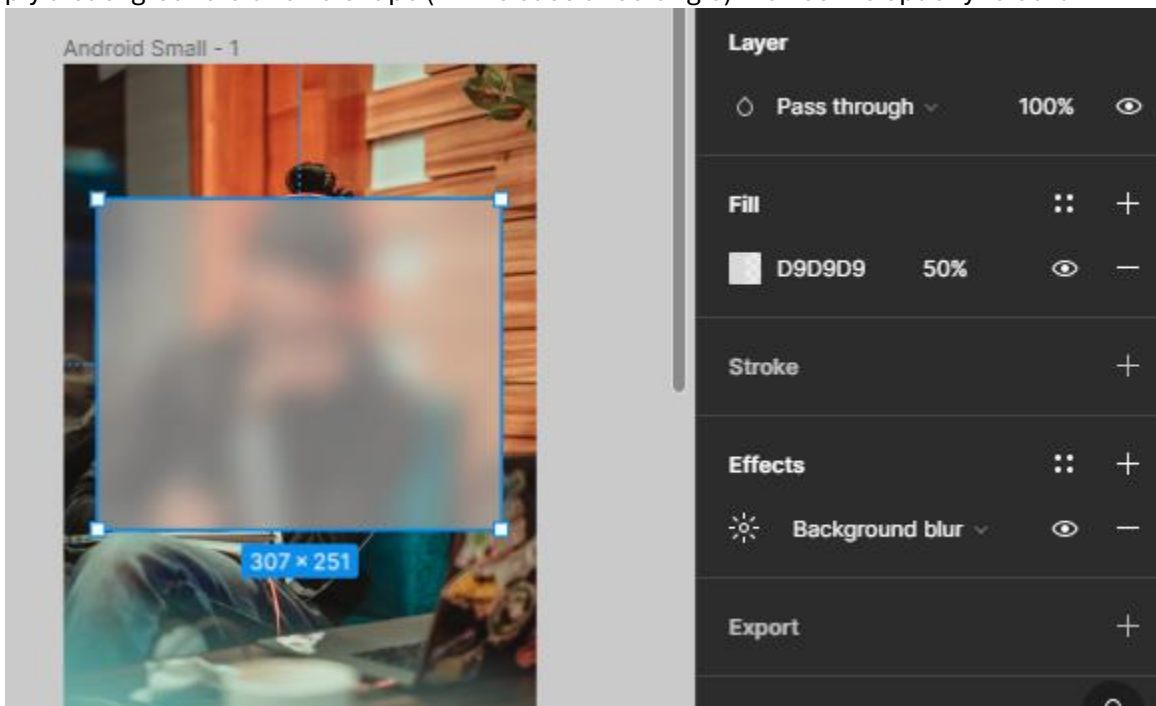 Android Small - 1
307 × 251
Layer
Pass through 100%
Fill
D9D9D9 50%
Stroke
Effects
Background blur
Export